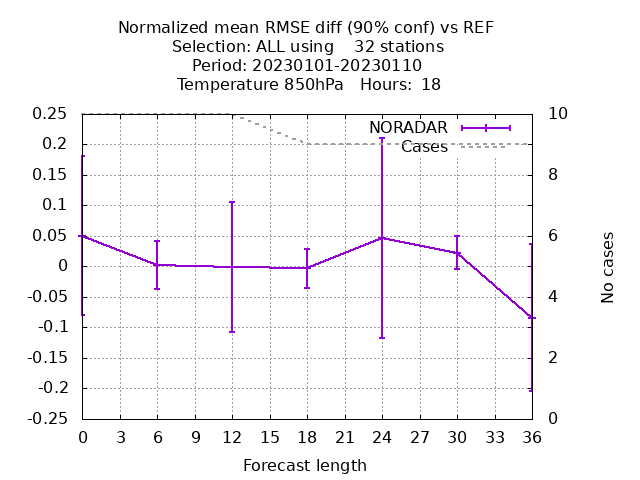 Normalized mean RMSE diff (90% conf) vs REF
Selection: ALL using    32 stations
Period: 20230101-20230110
Temperature 850hPa   Hours:  18
0.25
0.2
0.15
0.1
0.05
0
-0.05
-0.1
-0.15
-0.2
-0.25
NORADAR
Cases
10
8
6
4
2
0
No cases
0 3 6 9 12 15 18 21 24 27 30 33 36
Forecast length